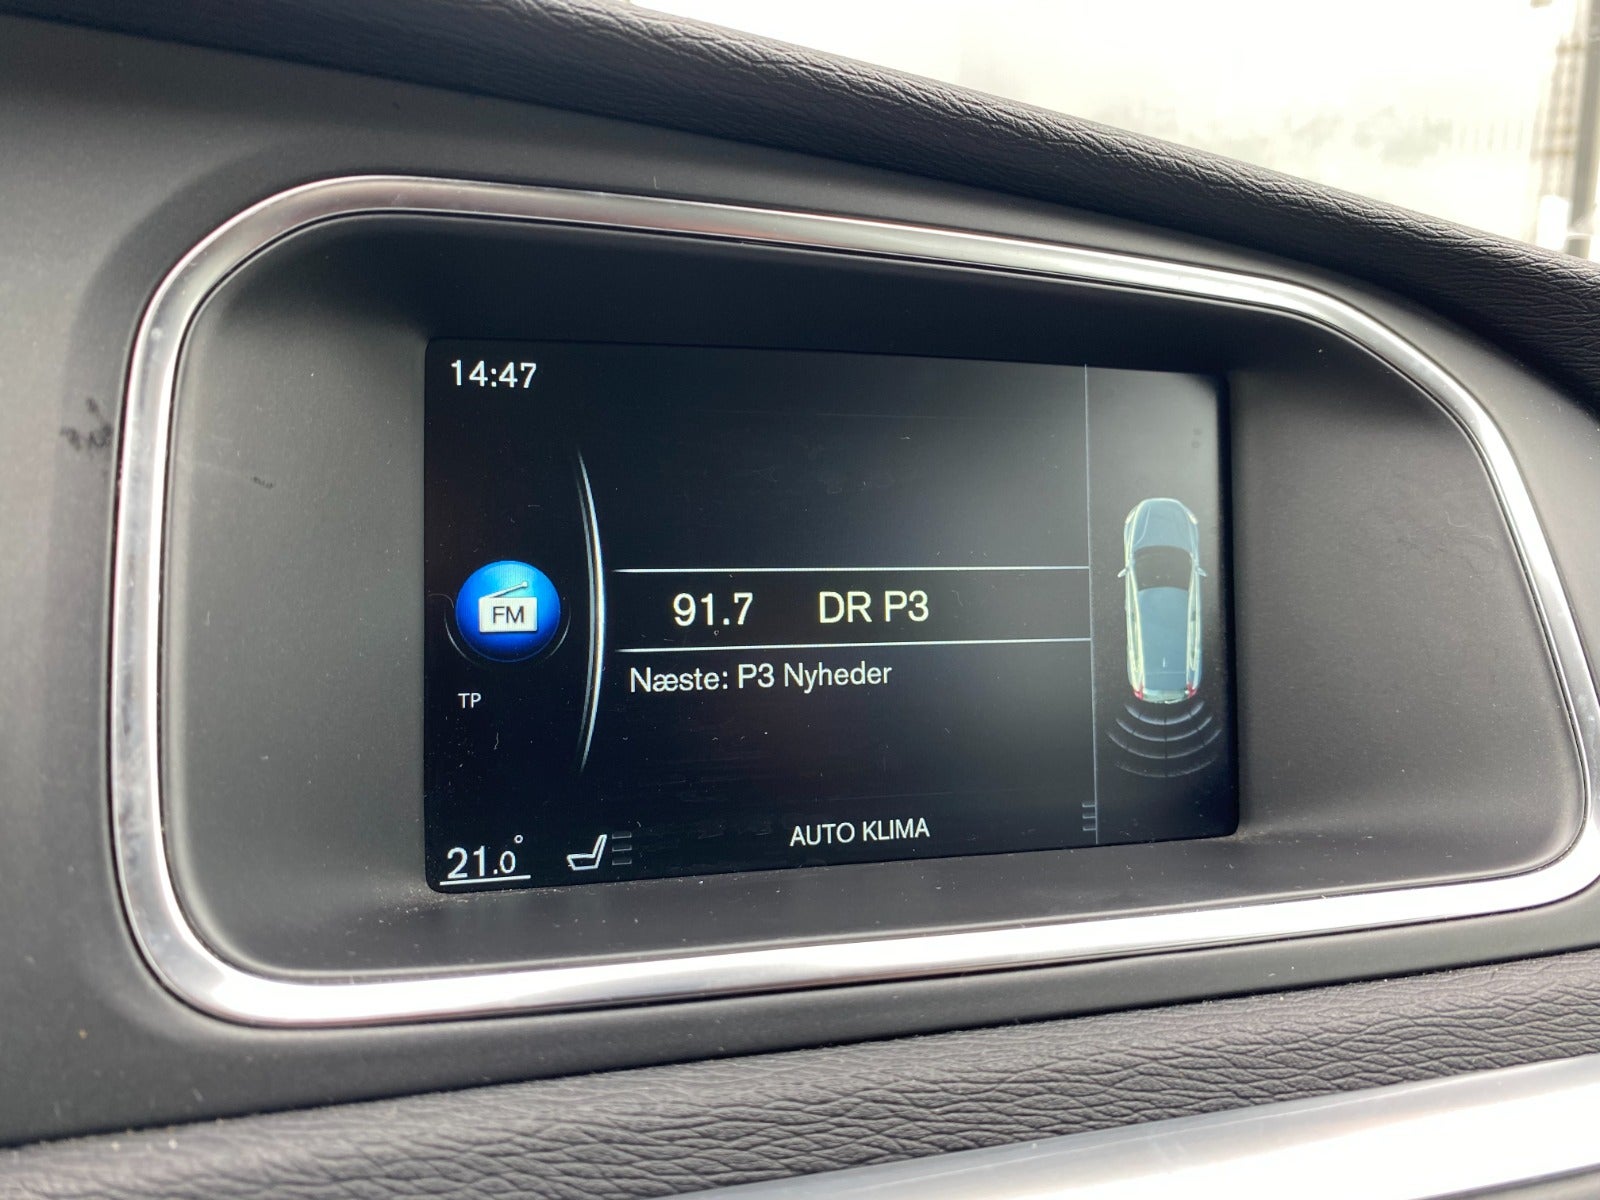 14:47
FM
91.7 DR P3
Næste: P3 Nyheder
TP
AUTO KLIMA
21.0°